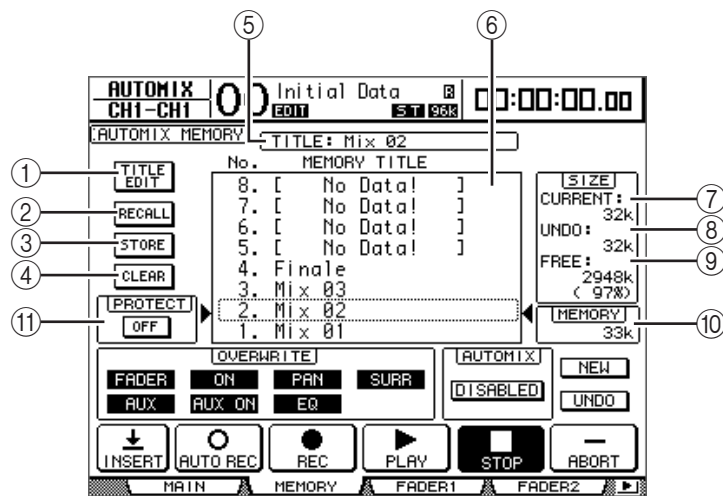 ⑤ ⑥
AUTOMIX
CH1-CH1
00 Initial Data R
EDIT ST 96K
00:00:00.00
AUTOMIX MEMORY
TITLE: Mix 02
No. MEMORY TITLE
① TITLE EDIT
② RECALL
③ STORE
④ CLEAR
⑪ PROTECT
OFF
8. [ No Data! ]
7. [ No Data! ]
6. [ No Data! ]
5. [ No Data! ]
4. Finale
3. Mix 03
2. Mix 02
1. Mix 01
SIZE
CURRENT: ⑦
32k
UNDO: ⑧
32k
FREE: ⑨
2948k
( 97%)
MEMORY ⑩
33k
OVERWRITE
FADER ON PAN SURR
AUX AUX ON EQ
AUTOMIX
DISABLED
NEW
UNDO
INSERT AUTO REC REC PLAY STOP ABORT
MAIN MEMORY FADER1 FADER2